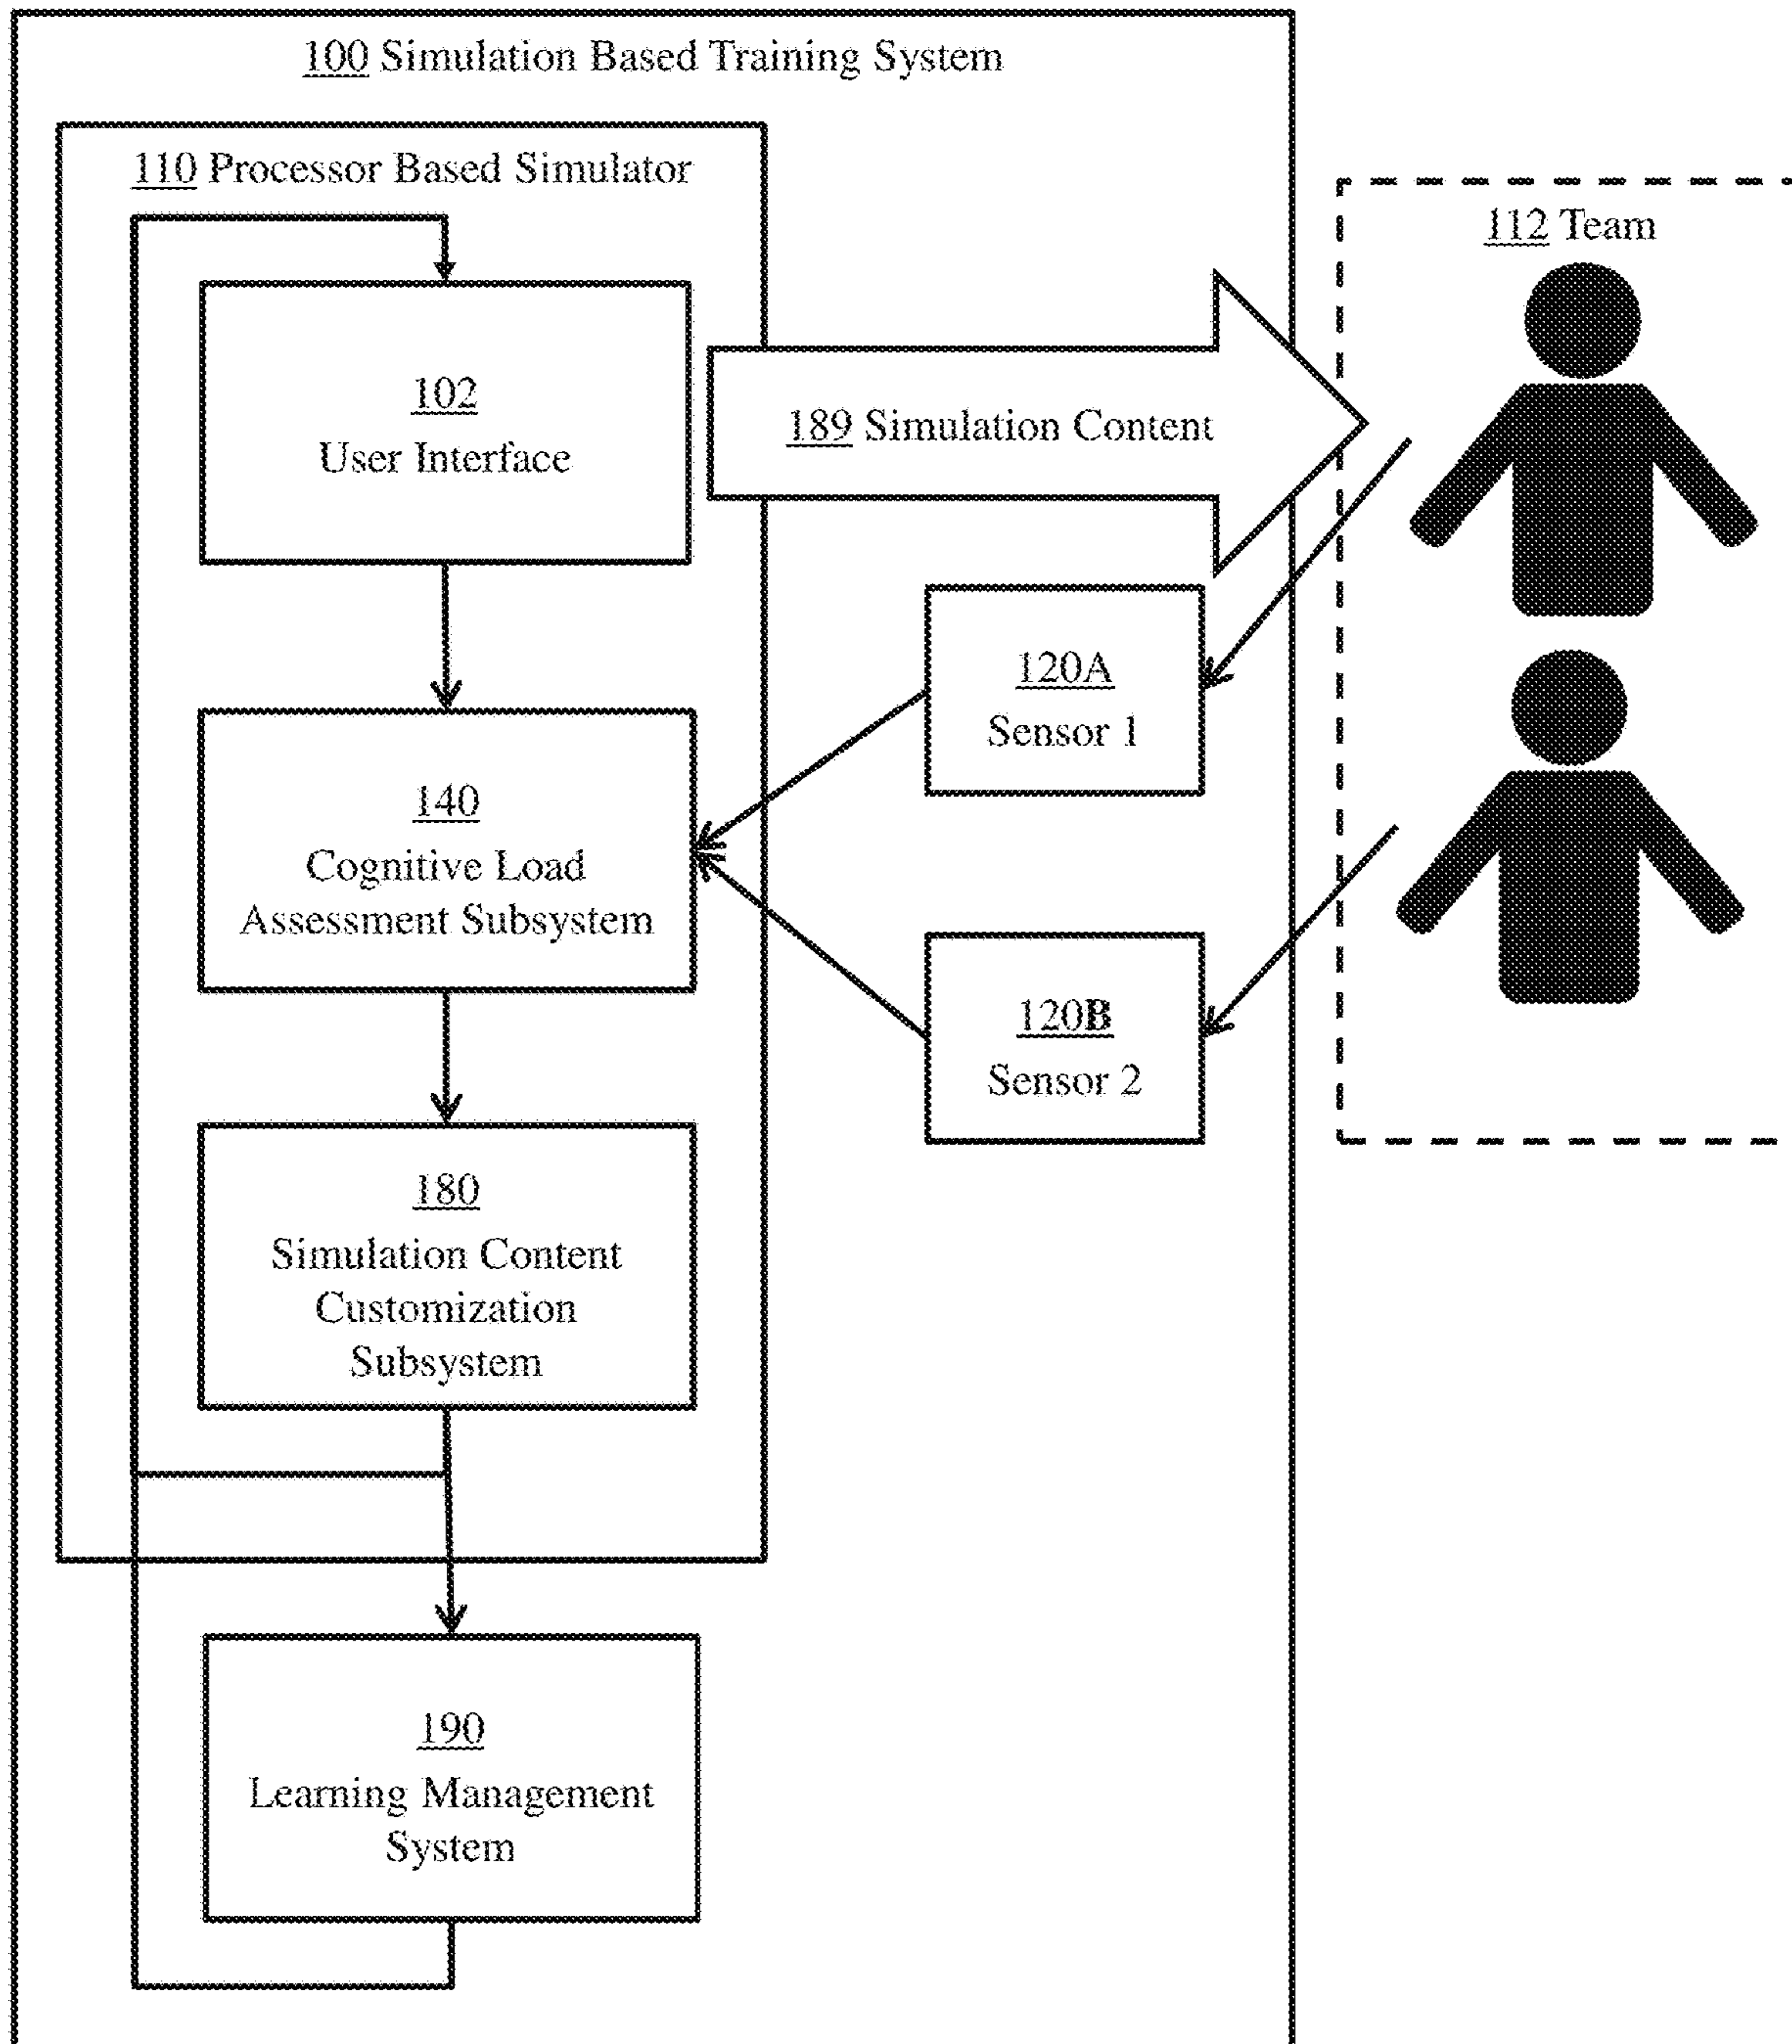 100 Simulation Based Training System
110 Processor Based Simulator
112 Team
102
User Interface
189 Simulation Content
120A
Sensor 1
140
Cognitive Load
Assessment Subsystem
120B
Sensor 2
180
Simulation Content
Customization
Subsystem
190
Learning Management
System